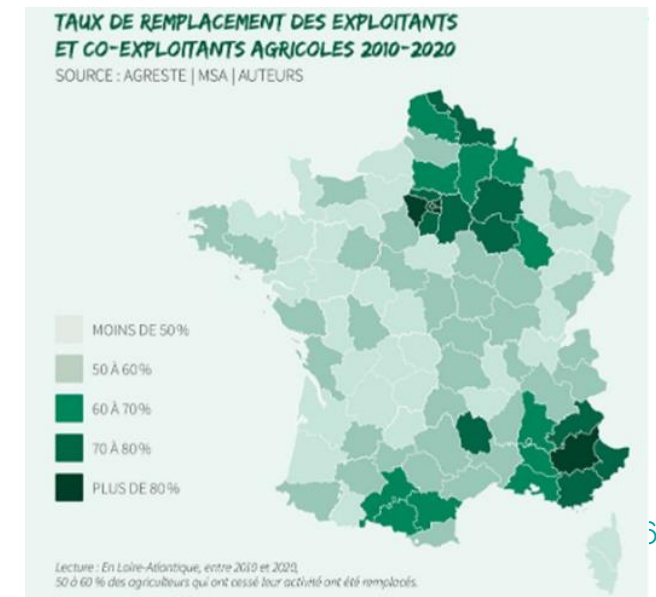 TAUX DE REMPLACEMENT DES EXPLOITANTS
ET CO-EXPLOITANTS AGRICOLES 2010-2020
SOURCE : AGRESTE | MSA | AUTEURS
MOINS DE 50 %
50 À 60 %
60 À 70 %
70 À 80 %
PLUS DE 80 %
6
Lecture : En Loire-Atlantique, entre 2010 et 2020,
50 à 60 % des agriculteurs qui ont cessé leur activité ont été remplacés.